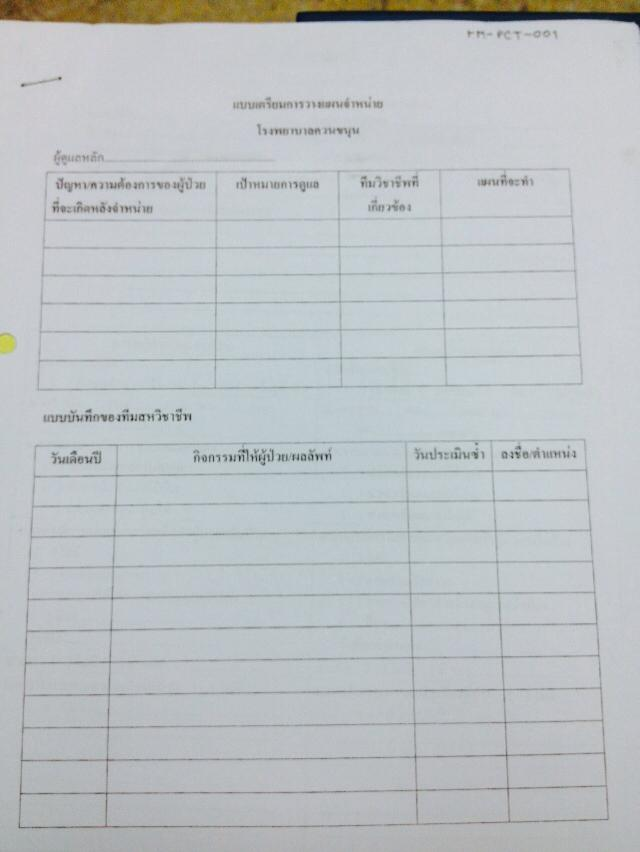 FM-PCT-001
แบบเตรียมการวางแผนจำหน่าย
โรงพยาบาลควนขนุน
ผู้ดูแลหลัก
ปัญหา/ความต้องการของผู้ป่วย
ที่จะเกิดหลังจำหน่าย
เป้าหมายการดูแล
ทีมวิชาชีพที่
เกี่ยวข้อง
แผนที่จะทำ
แบบบันทึกของทีมสหวิชาชีพ
วันเดือนปี
กิจกรรมที่ให้ผู้ป่วย/ผลลัพท์
วันประเมินซ้ำ
ลงชื่อ/ตำแหน่ง